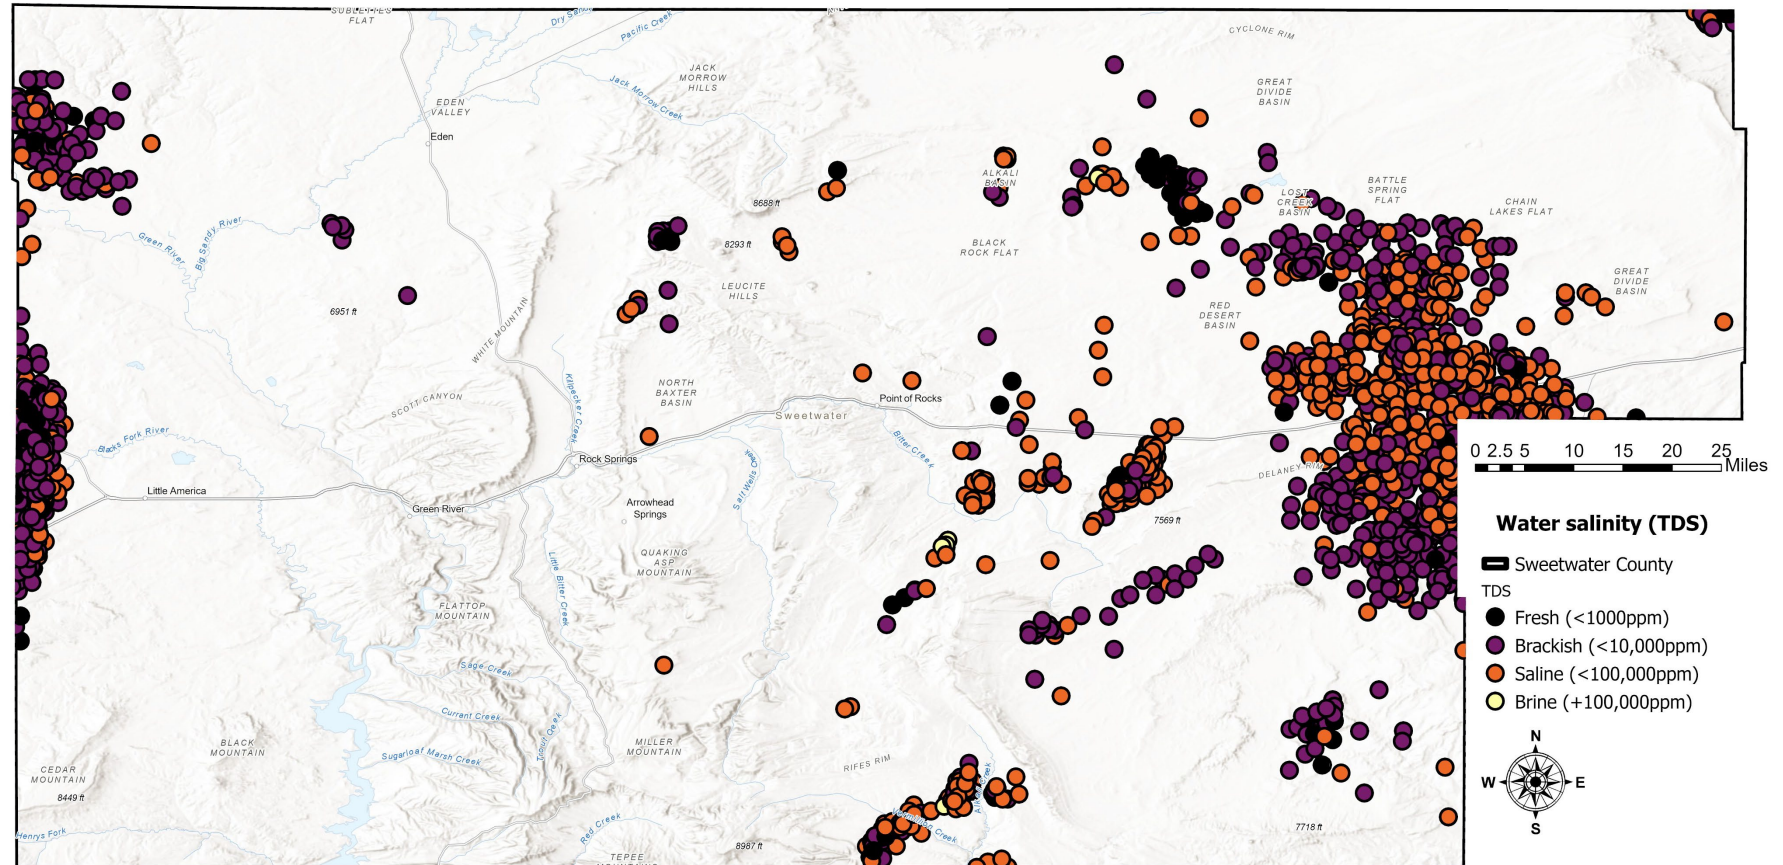 SUBLETTES
FLAT
Dry Sandy
Pacific Creek
CYCLONE RIM
JACK
MORROW
HILLS
Jack Morrow Creek
GREAT
DIVIDE
BASIN
EDEN
VALLEY
Eden
ALKALI
BASIN
BATTLE
SPRING
FLAT
LOST
CREEK
BASIN
CHAIN
LAKES FLAT
8688 ft
Green River
Big Sandy River
8293 ft
BLACK
ROCK FLAT
GREAT
DIVIDE
BASIN
LEUCITE
HILLS
6951 ft
RED
DESERT
BASIN
WHITE MOUNTAIN
Killpecker Creek
NORTH
BAXTER
BASIN
SCOTT CANYON
Point of Rocks
Sweetwater
Blacks Fork River
Bitter Creek
Rock Springs
Salt Wells Creek
DELANEY RIM
Little America
Green River
Arrowhead
Springs
7569 ft
QUAKING
ASP
MOUNTAIN
Little Bitter Creek
FLATTOP
MOUNTAIN
Sage Creek
Currant Creek
Trout Creek
Sugarloaf Marsh Creek
BLACK
MOUNTAIN
MILLER
MOUNTAIN
RIFES RIM
CEDAR
MOUNTAIN
8449 ft
Vermillion Creek
Henrys Fork
Red Creek
8987 ft
7718 ft
TEPEE
MOUNTAINS
0 2.5 5 10 15 20 25
Miles
Water salinity (TDS)
Sweetwater County
TDS
Fresh (<1000ppm)
Brackish (<10,000ppm)
Saline (<100,000ppm)
Brine (+100,000ppm)
N
W E
S